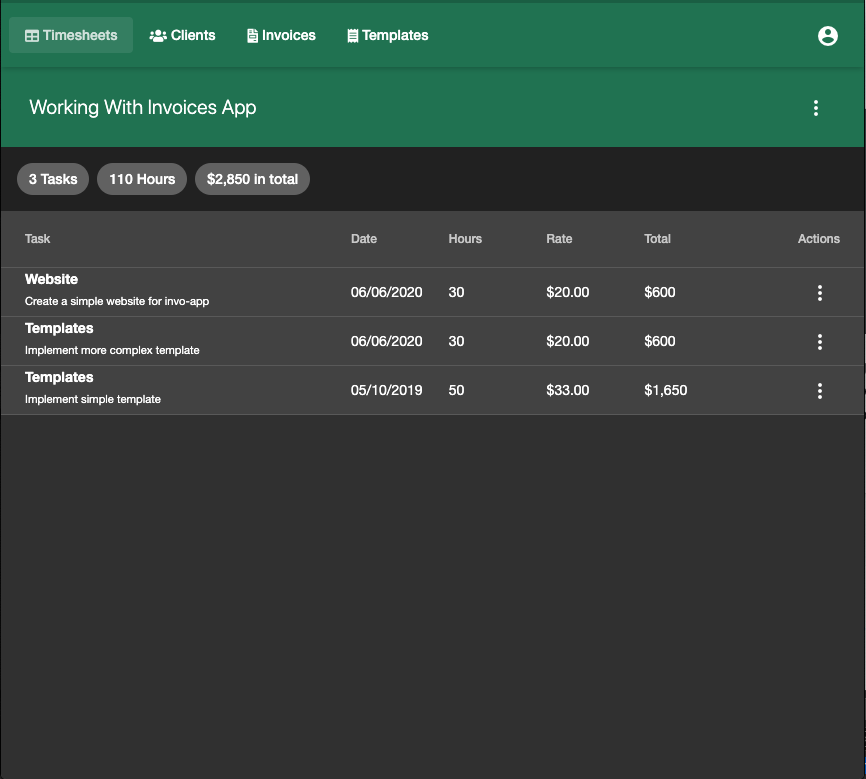 Timesheets Clients Invoices Templates
Working With Invoices App
3 Tasks 110 Hours $2,850 in total
Task Date Hours Rate Total Actions
Website
Create a simple website for invo-app
06/06/2020 30 $20.00 $600
Templates
Implement more complex template
06/06/2020 30 $20.00 $600
Templates
Implement simple template
05/10/2019 50 $33.00 $1,650